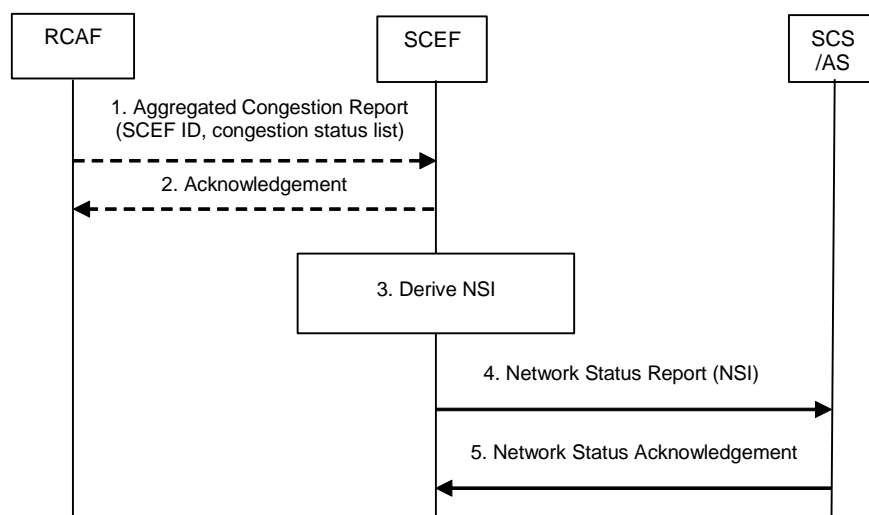 RCAF
SCEF
SCS
/AS
1. Aggregated Congestion Report
(SCEF ID, congestion status list)
2. Acknowledgement
3. Derive NSI
4. Network Status Report (NSI)
5. Network Status Acknowledgement